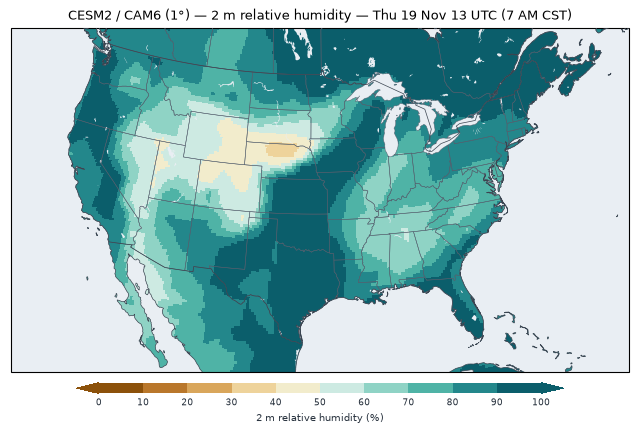 CESM2 / CAM6 (1°) — 2 m relative humidity — Thu 19 Nov 13 UTC (7 AM CST)
0 10 20 30 40 50 60 70 80 90 100
2 m relative humidity (%)